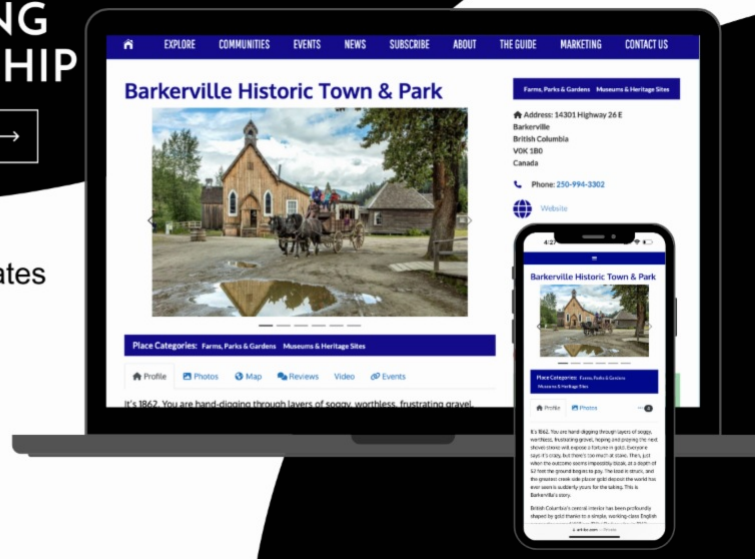 NG
HIP
→
ates
EXPLORE COMMUNITIES EVENTS NEWS SUBSCRIBE ABOUT THE GUIDE MARKETING CONTACT US
Barkerville Historic Town & Park
Farms, Parks & Gardens Museums & Heritage Sites
Address: 14301 Highway 26 E
Barkerville
British Columbia
V0K 1B0
Canada
Phone: 250-994-3302
Website
Place Categories: Farms, Parks & Gardens Museums & Heritage Sites
Profile Photos Map Reviews Video Events
It's 1862. You are hand-digging through layers of soggy, worthless, frustrating gravel,
4:27
Barkerville Historic Town & Park
Place Categories: Farms, Parks & Gardens
Museums & Heritage Sites
Profile Photos
It's 1862. You are hand-digging through layers of soggy,
worthless, frustrating gravel, hoping and praying the next
shovel stroke will expose a fortune in gold. Everyone
says it's crazy, but there's too much at stake. Then, just
when the outcome seems impossibly bleak, at a depth of
52 feet the ground begins to pay. The lead is struck, and
the greatest creek side placer gold deposit the world has
ever seen is suddenly yours for the taking. This is
Barkerville's story.
British Columbia's central interior has been profoundly
shaped by gold thanks to a simple, working-class English